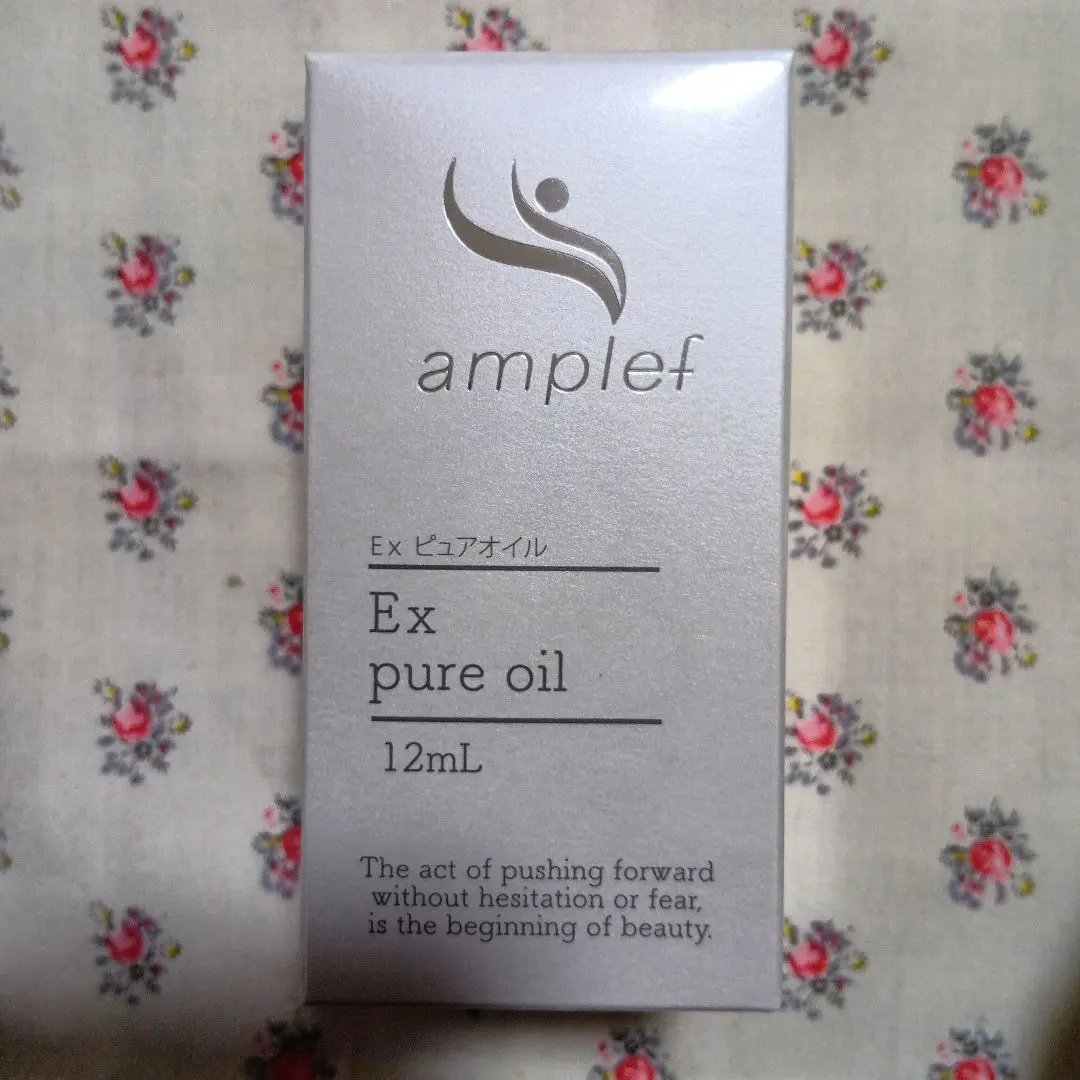 amplef
Ex ピュアオイル
Ex
pure oil
12mL
The act of pushing forward
without hesitation or fear,
is the beginning of beauty.